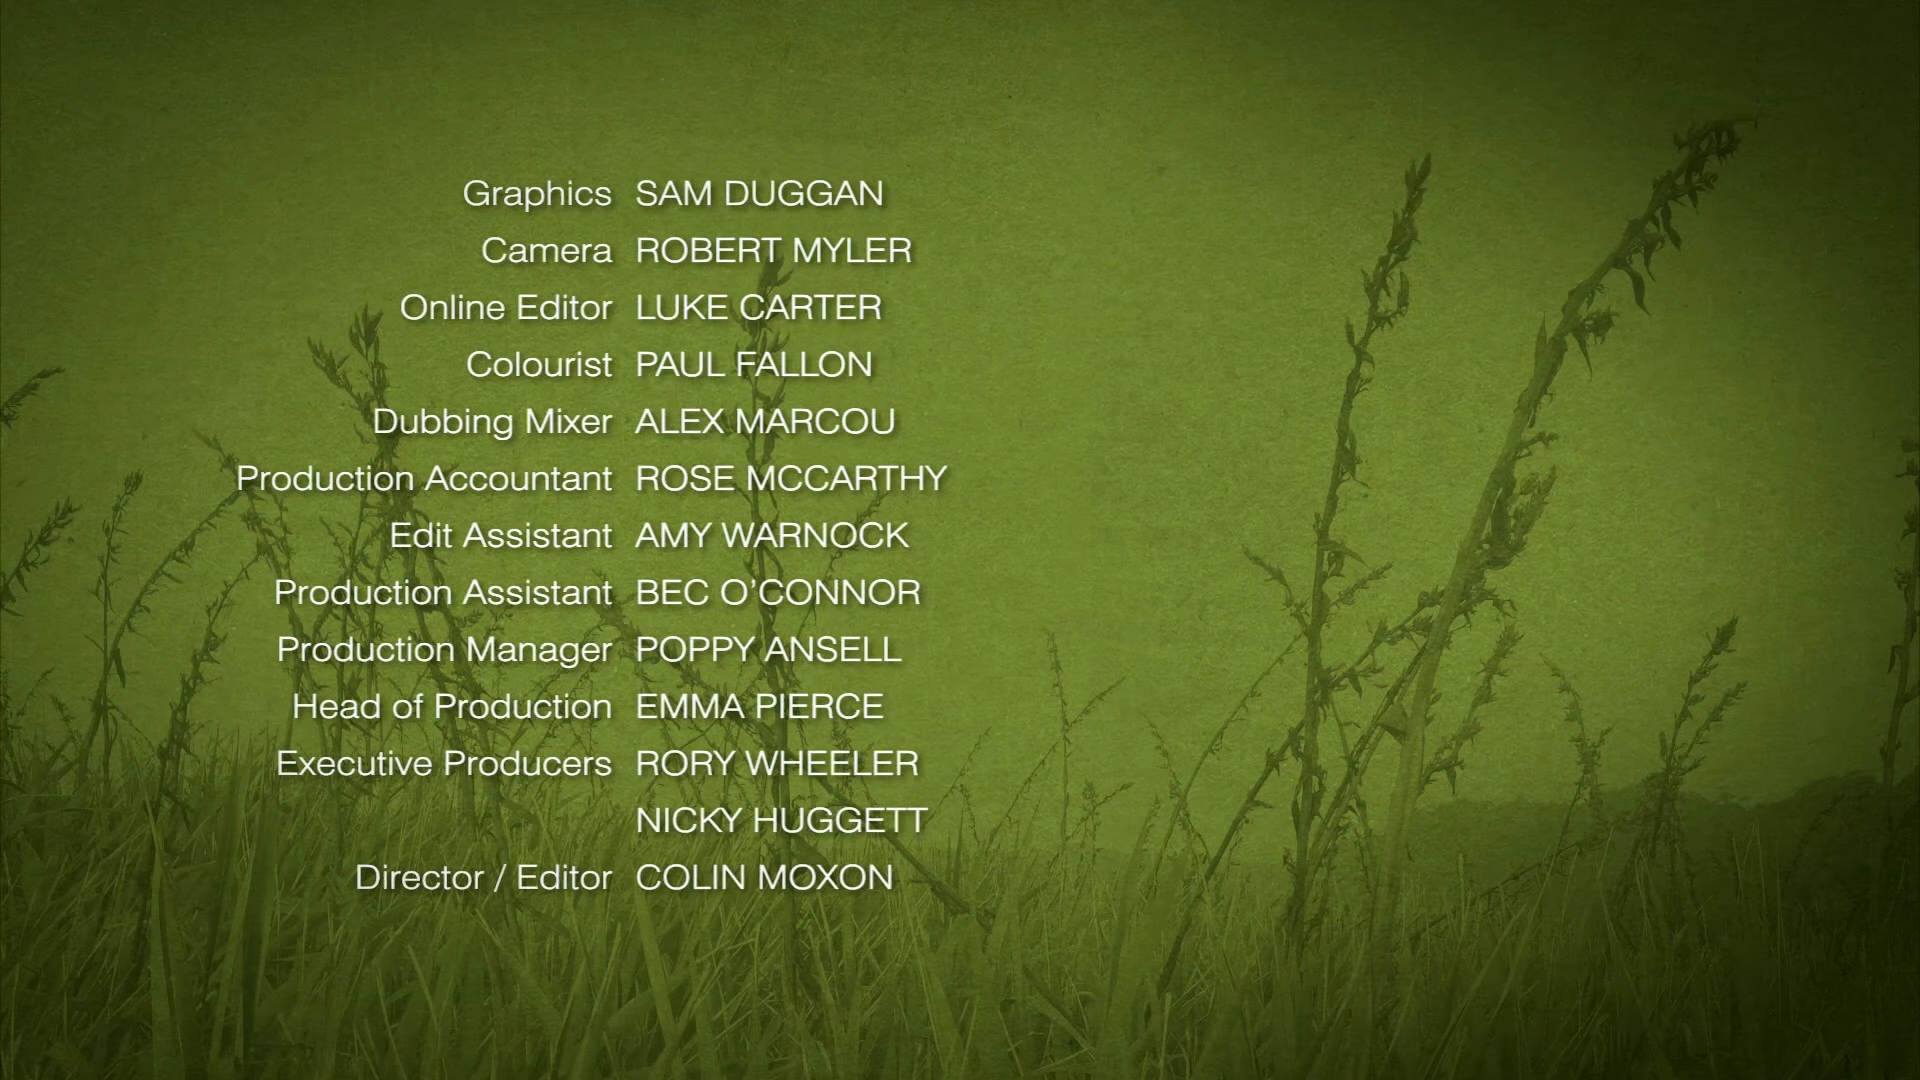 Graphics SAM DUGGAN
Camera ROBERT MYLER
Online Editor LUKE CARTER
Colourist PAUL FALLON
Dubbing Mixer ALEX MARCOU
Production Accountant ROSE MCCARTHY
Edit Assistant AMY WARNOCK
Production Assistant BEC O’CONNOR
Production Manager POPPY ANSELL
Head of Production EMMA PIERCE
Executive Producers RORY WHEELER
NICKY HUGGETT
Director / Editor COLIN MOXON